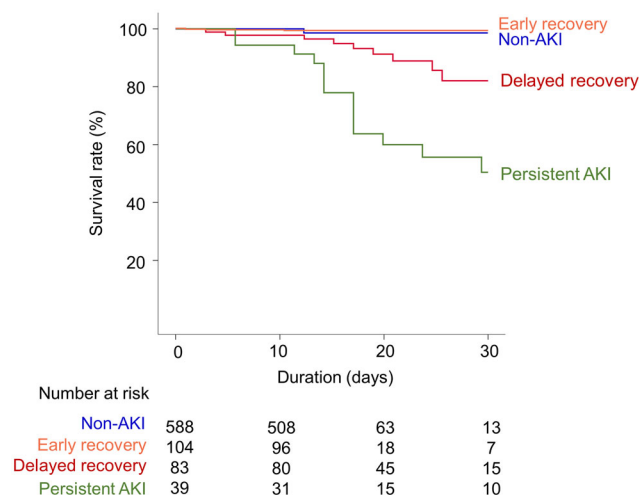 100
80
60
40
20
Survival rate (%)
Early recovery
Non-AKI
Delayed recovery
Persistent AKI
0 10 20 30
Duration (days)
Number at risk
Non-AKI 588 508 63 13
Early recovery 104 96 18 7
Delayed recovery 83 80 45 15
Persistent AKI 39 31 15 10